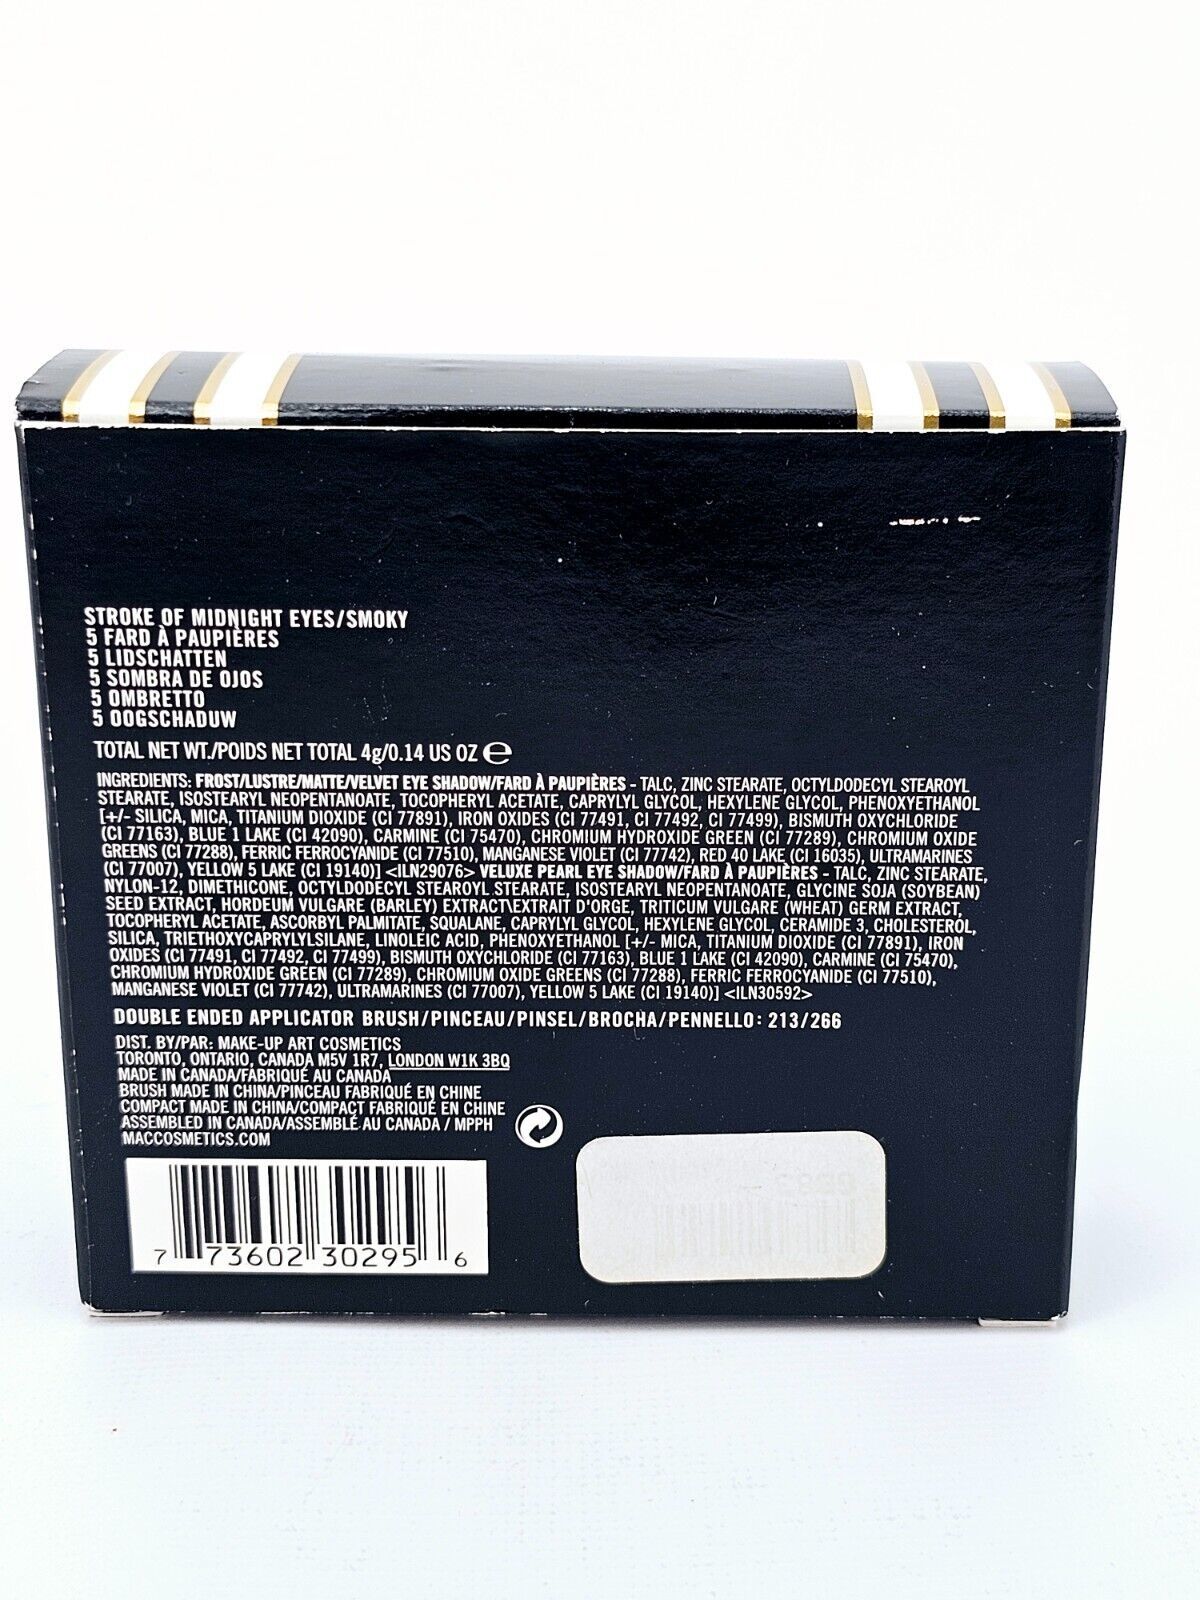 STROKE OF MIDNIGHT EYES/SMOKY
5 FARD À PAUPIÈRES
5 LIDSCHATTEN
5 SOMBRA DE OJOS
5 OMBRETTO
5 OOGSCHADUW
TOTAL NET WT./POIDS NET TOTAL 4g/0.14 US OZ ℮
INGREDIENTS: FROST/LUSTRE/MATTE/VELVET EYE SHADOW/FARD À PAUPIÈRES - TALC, ZINC STEARATE, OCTYLDODECYL STEAROYL
STEARATE, ISOSTEARYL NEOPENTANOATE, TOCOPHERYL ACETATE, CAPRYLYL GLYCOL, HEXYLENE GLYCOL, PHENOXYETHANOL
[+/- SILICA, MICA, TITANIUM DIOXIDE (CI 77891), IRON OXIDES (CI 77491, CI 77492, CI 77499), BISMUTH OXYCHLORIDE
(CI 77163), BLUE 1 LAKE (CI 42090), CARMINE (CI 75470), CHROMIUM HYDROXIDE GREEN (CI 77289), CHROMIUM OXIDE
GREENS (CI 77288), FERRIC FERROCYANIDE (CI 77510), MANGANESE VIOLET (CI 77742), RED 40 LAKE (CI 16035), ULTRAMARINES
(CI 77007), YELLOW 5 LAKE (CI 19140)] <ILN29076> VELUXE PEARL EYE SHADOW/FARD À PAUPIÈRES - TALC, ZINC STEARATE,
NYLON-12, DIMETHICONE, OCTYLDODECYL STEAROYL STEARATE, ISOSTEARYL NEOPENTANOATE, GLYCINE SOJA (SOYBEAN)
SEED EXTRACT, HORDEUM VULGARE (BARLEY) EXTRACT\EXTRAIT D'ORGE, TRITICUM VULGARE (WHEAT) GERM EXTRACT,
TOCOPHERYL ACETATE, ASCORBYL PALMITATE, SQUALANE, CAPRYLYL GLYCOL, HEXYLENE GLYCOL, CERAMIDE 3, CHOLESTEROL,
SILICA, TRIETHOXYCAPRYLYLSILANE, LINOLEIC ACID, PHENOXYETHANOL [+/- MICA, TITANIUM DIOXIDE (CI 77891), IRON
OXIDES (CI 77491, CI 77492, CI 77499), BISMUTH OXYCHLORIDE (CI 77163), BLUE 1 LAKE (CI 42090), CARMINE (CI 75470),
CHROMIUM HYDROXIDE GREEN (CI 77289), CHROMIUM OXIDE GREENS (CI 77288), FERRIC FERROCYANIDE (CI 77510),
MANGANESE VIOLET (CI 77742), ULTRAMARINES (CI 77007), YELLOW 5 LAKE (CI 19140)] <ILN30592>
DOUBLE ENDED APPLICATOR BRUSH/PINCEAU/PINSEL/BROCHA/PENNELLO: 213/266
DIST. BY/PAR: MAKE-UP ART COSMETICS
TORONTO, ONTARIO, CANADA M5V 1R7, LONDON W1K 3BQ
MADE IN CANADA/FABRIQUÉ AU CANADA
BRUSH MADE IN CHINA/PINCEAU FABRIQUÉ EN CHINE
COMPACT MADE IN CHINA/COMPACT FABRIQUÉ EN CHINE
ASSEMBLED IN CANADA/ASSEMBLÉ AU CANADA / MPPH
MACCOSMETICS.COM
7 73602 30295 6